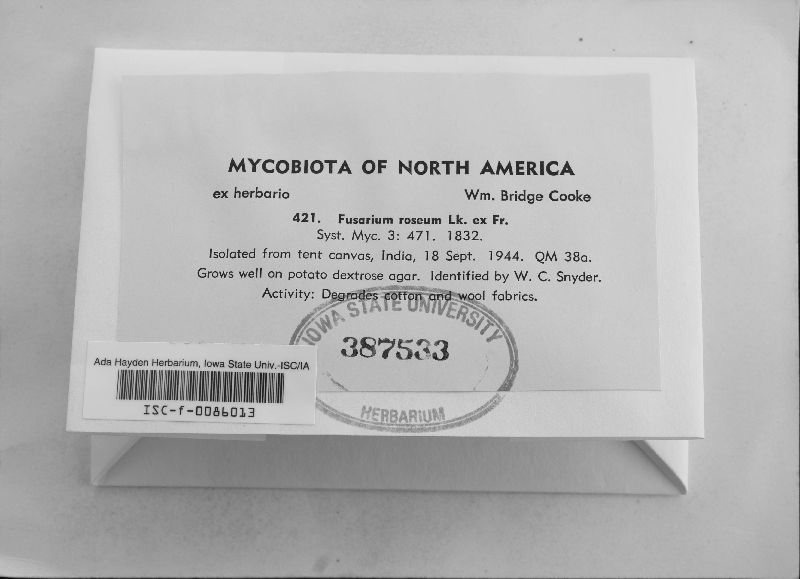 MYCOBIOTA OF NORTH AMERICA
ex herbario Wm. Bridge Cooke
421. Fusarium roseum Lk. ex Fr.
Syst. Myc. 3: 471. 1832.
Isolated from tent canvas, India, 18 Sept. 1944. QM 38a.
Grows well on potato dextrose agar. Identified by W. C. Snyder.
Activity: Degrades cotton and wool fabrics.
IOWA STATE UNIVERSITY
387533
HERBARIUM
Ada Hayden Herbarium, Iowa State Univ.-ISC/IA
ISC-f-0086013